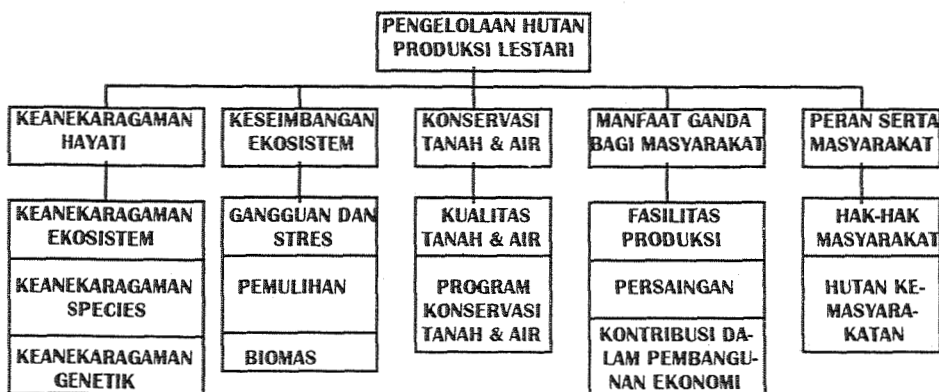 PENGELOLAAN HUTAN
PRODUKSI LESTARI
KEANEKARAGAMAN
HAYATI
KESEIMBANGAN
EKOSISTEM
KONSERVASI
TANAH & AIR
MANFAAT GANDA
BAGI MASYARAKAT
PERAN SERTA
MASYARAKAT
KEANEKARAGAMAN
EKOSISTEM
KEANEKARAGAMAN
SPECIES
KEANEKARAGAMAN
GENETIK
GANGGUAN DAN
STRES
PEMULIHAN
BIOMAS
KUALITAS
TANAH & AIR
PROGRAM
KONSERVASI
TANAH & AIR
FASILITAS
PRODUKSI
PERSAINGAN
KONTRIBUSI DA-
LAM PEMBANGU-
NAN EKONOMI
HAK-HAK
MASYARAKAT
HUTAN KE-
MASYARA-
KATAN